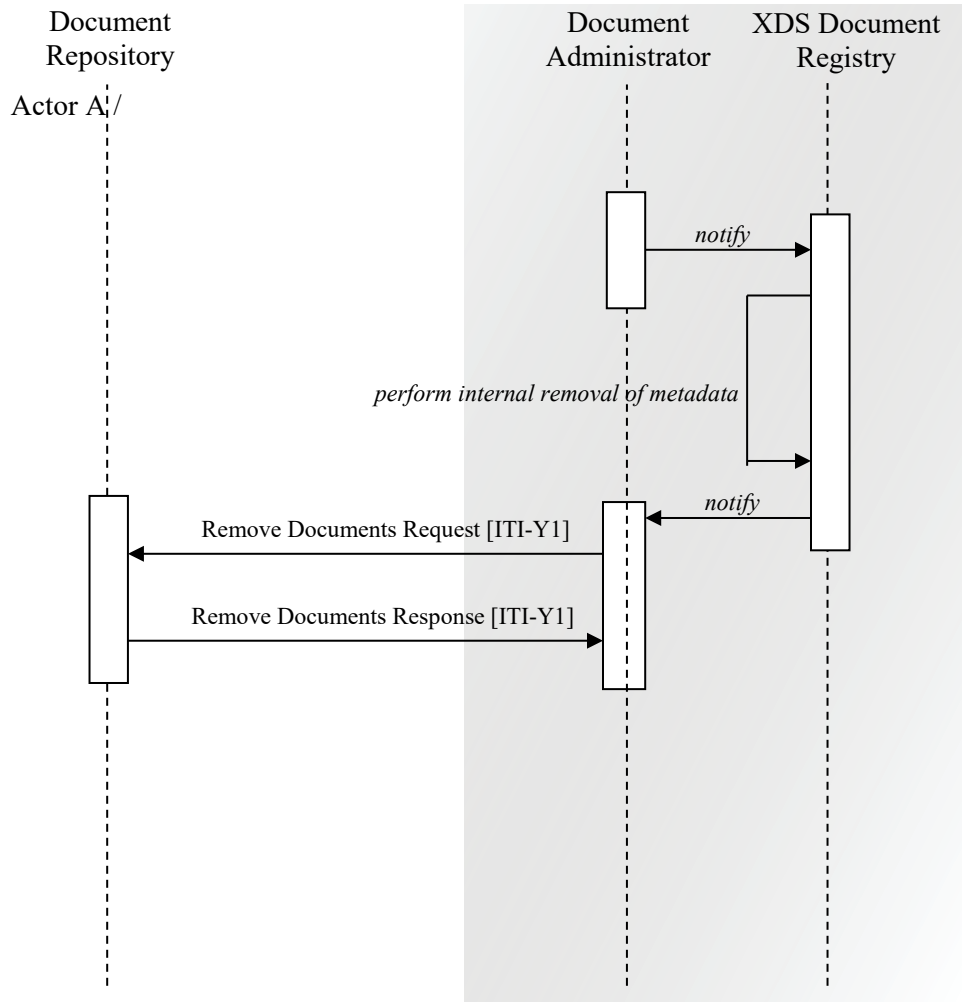 Document
Repository
Document
Administrator
XDS Document
Registry
Actor A /
notify
perform internal removal of metadata
notify
Remove Documents Request [ITI-Y1]
Remove Documents Response [ITI-Y1]